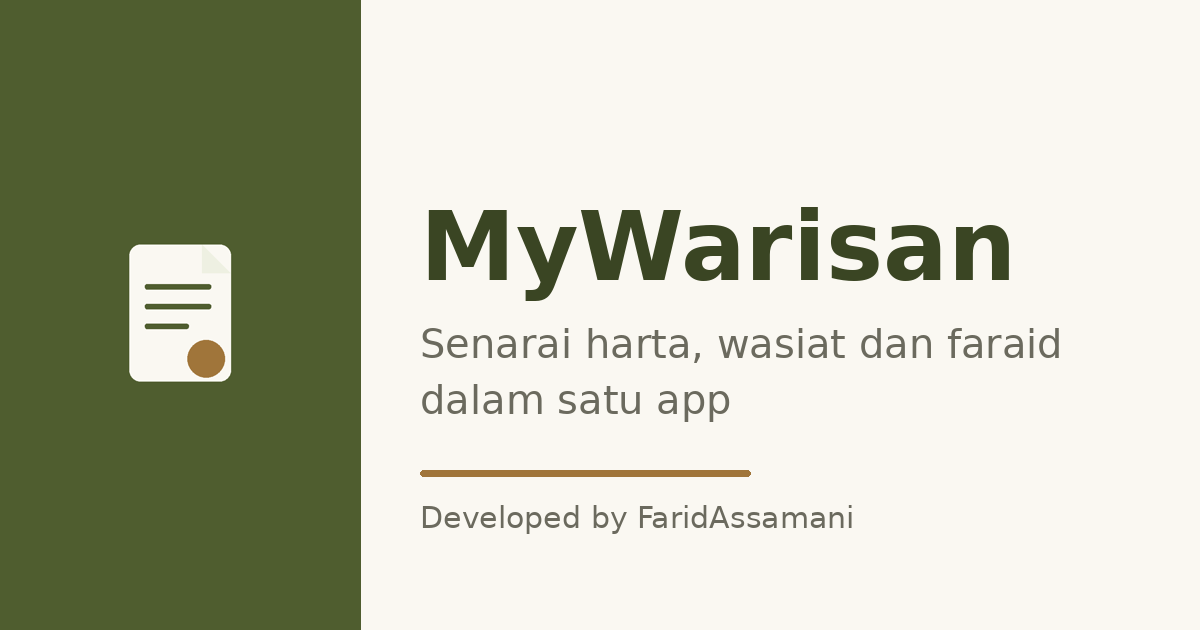 MyWarisan
Senarai harta, wasiat dan faraid
dalam satu app
Developed by FaridAssamani